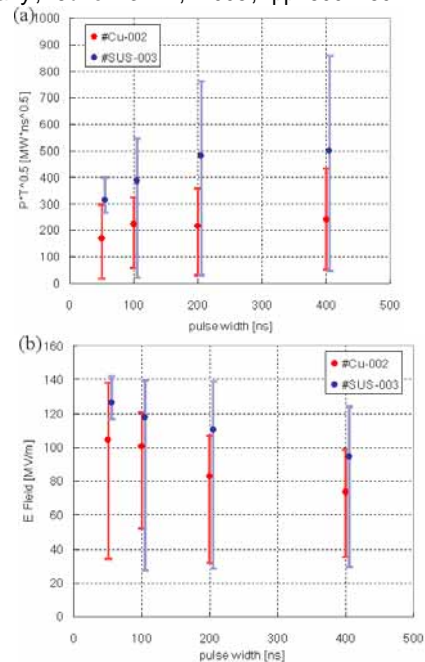 (a)
1000
900
800
700
600
500
400
300
200
100
0
P*T^0.5 [MW*ns^0.5]
#Cu-002
#SUS-003
0 100 200 300 400 500
pulse width [ns]
(b)
160
140
120
100
80
60
40
20
0
E Field [MV/m]
#Cu-002
#SUS-003
0 100 200 300 400 500
pulse width [ns]